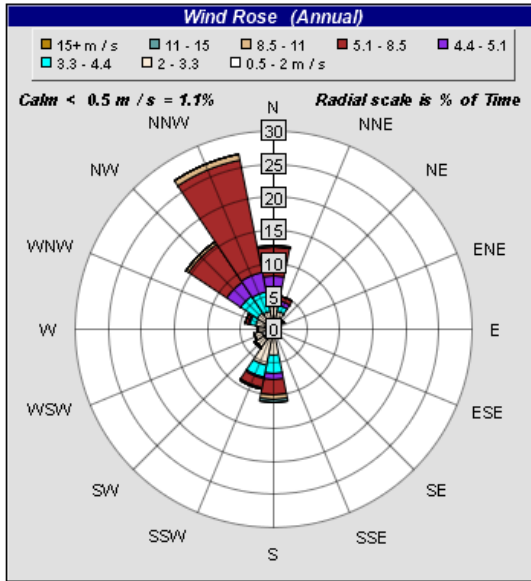 Wind Rose (Annual)
15+ m / s 11 - 15 8.5 - 11 5.1 - 8.5 4.4 - 5.1
3.3 - 4.4 2 - 3.3 0.5 - 2 m / s
Calm < 0.5 m / s = 1.1% Radial scale is % of Time
N
NNW NNE
30
NW 25 NE
20
15
WNW ENE
10
5
W 0 E
WSW ESE
SW SE
SSW SSE
S